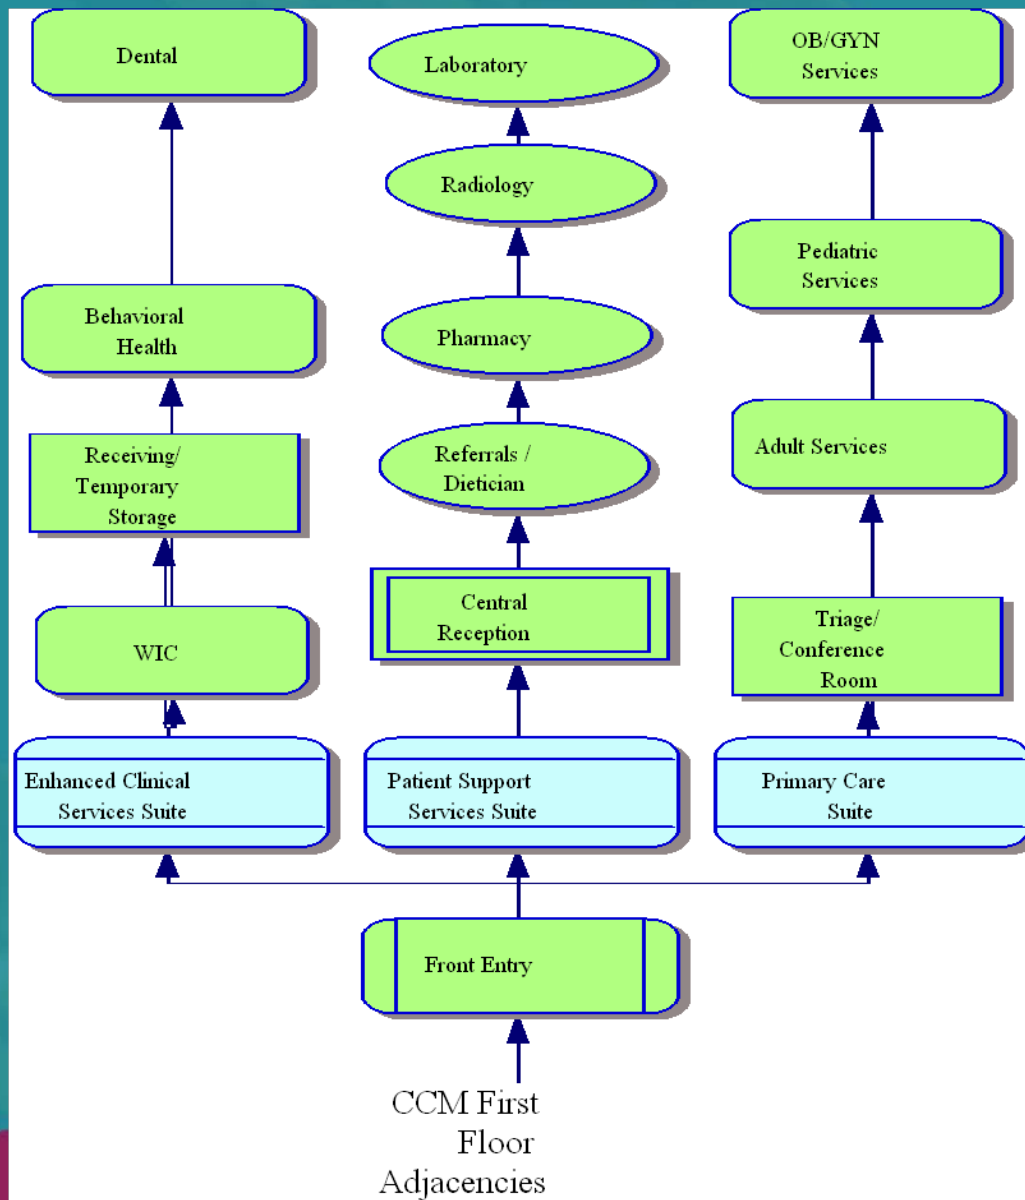 Dental
Laboratory
OB/GYN
Services
Radiology
Pediatric
Services
Behavioral
Health
Pharmacy
Adult Services
Receiving/
Temporary
Storage
Referrals /
Dietician
WIC
Central
Reception
Triage/
Conference
Room
Enhanced Clinical
Services Suite
Patient Support
Services Suite
Primary Care
Suite
Front Entry
CCM First
Floor
Adjacencies